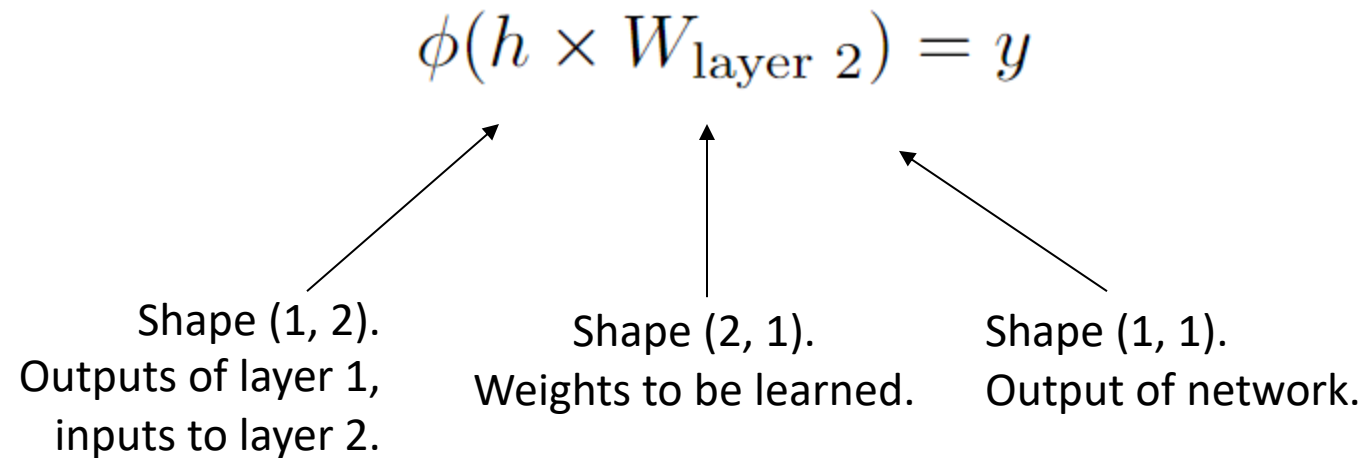 ϕ(h × W_layer 2) = y
Shape (1, 2).
Outputs of layer 1,
inputs to layer 2.
Shape (2, 1).
Weights to be learned.
Shape (1, 1).
Output of network.